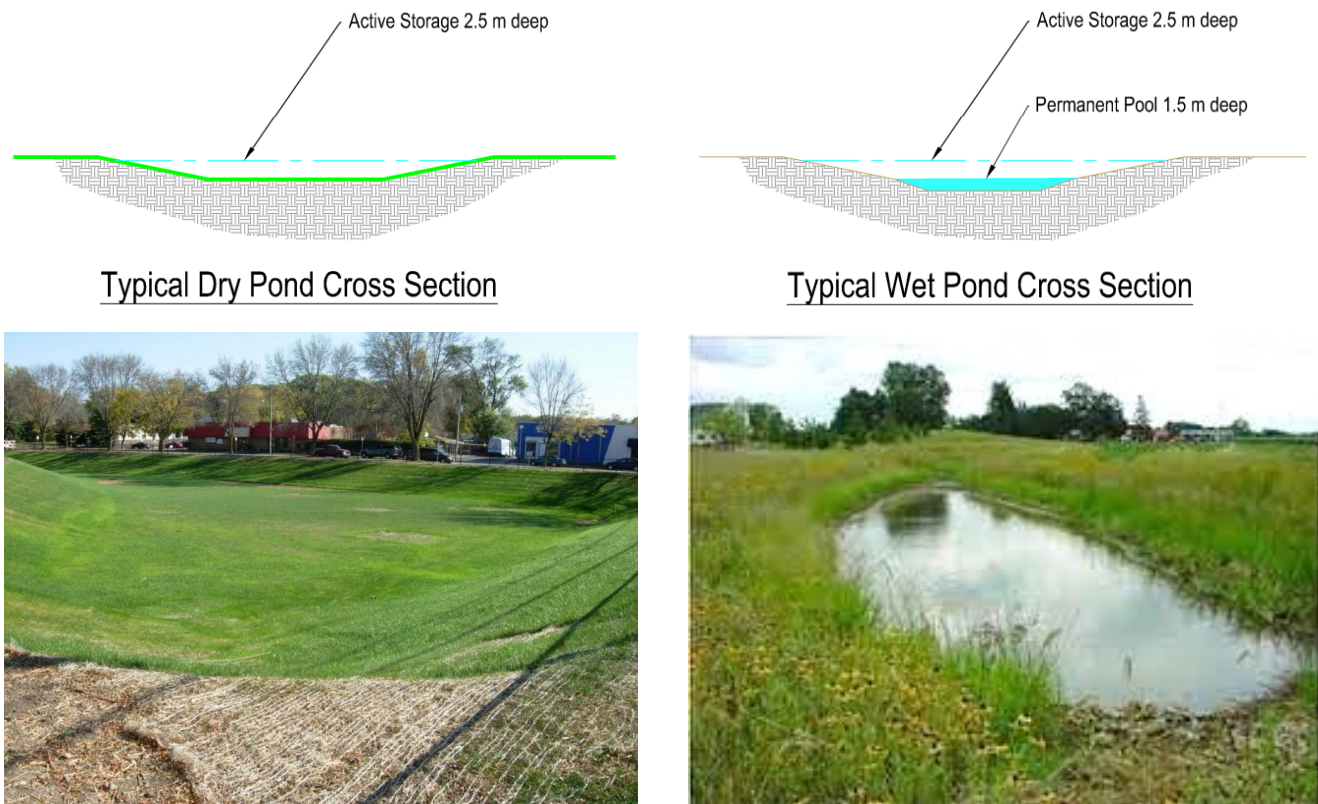 Active Storage 2.5 m deep
Typical Dry Pond Cross Section
Active Storage 2.5 m deep
Permanent Pool 1.5 m deep
Typical Wet Pond Cross Section